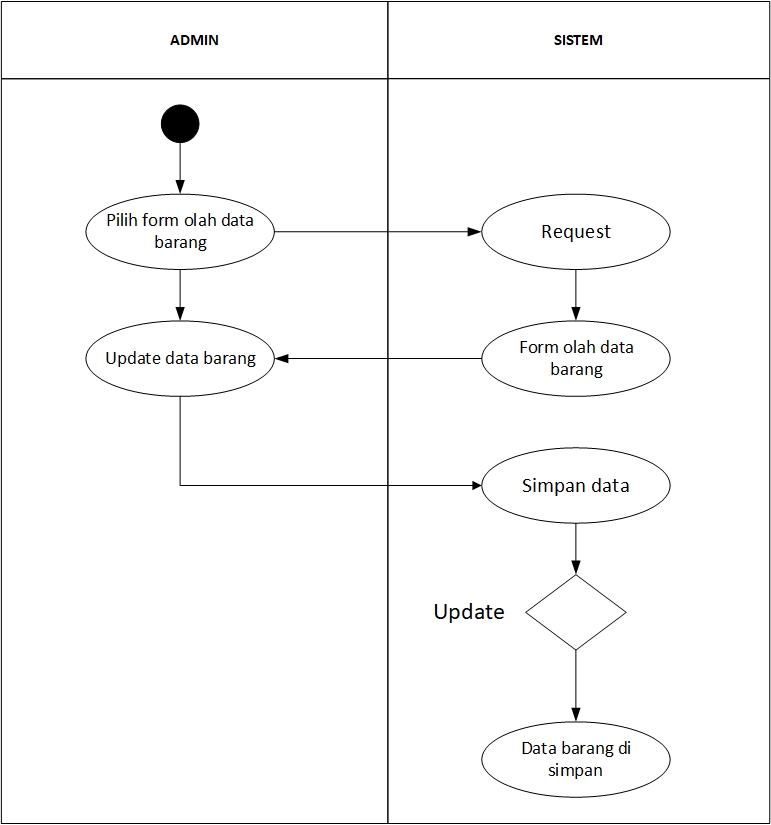 ADMIN
SISTEM
Pilih form olah data
barang
Request
Update data barang
Form olah data
barang
Simpan data
Update
Data barang di
simpan